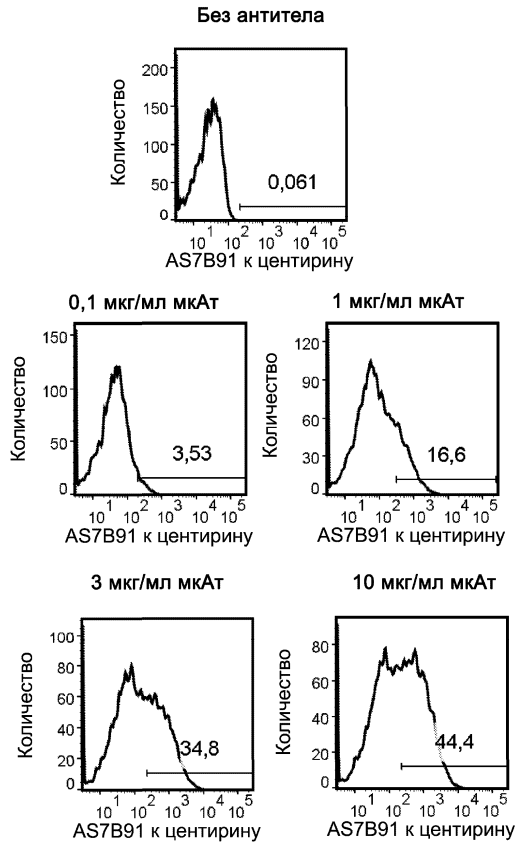 Без антитела
Количество
200
150
100
50
0
0,061
10^1 10^2 10^3 10^4 10^5
AS7B91 к центирину
0,1 мкг/мл мкАт
Количество
150
100
50
0
3,53
10^1 10^2 10^3 10^4 10^5
AS7B91 к центирину
1 мкг/мл мкАт
Количество
120
90
60
30
0
16,6
10^1 10^2 10^3 10^4 10^5
AS7B91 к центирину
3 мкг/мл мкАт
Количество
100
80
60
40
20
0
34,8
10^1 10^2 10^3 10^4 10^5
AS7B91 к центирину
10 мкг/мл мкАт
Количество
80
60
40
20
0
44,4
10^1 10^2 10^3 10^4 10^5
AS7B91 к центирину